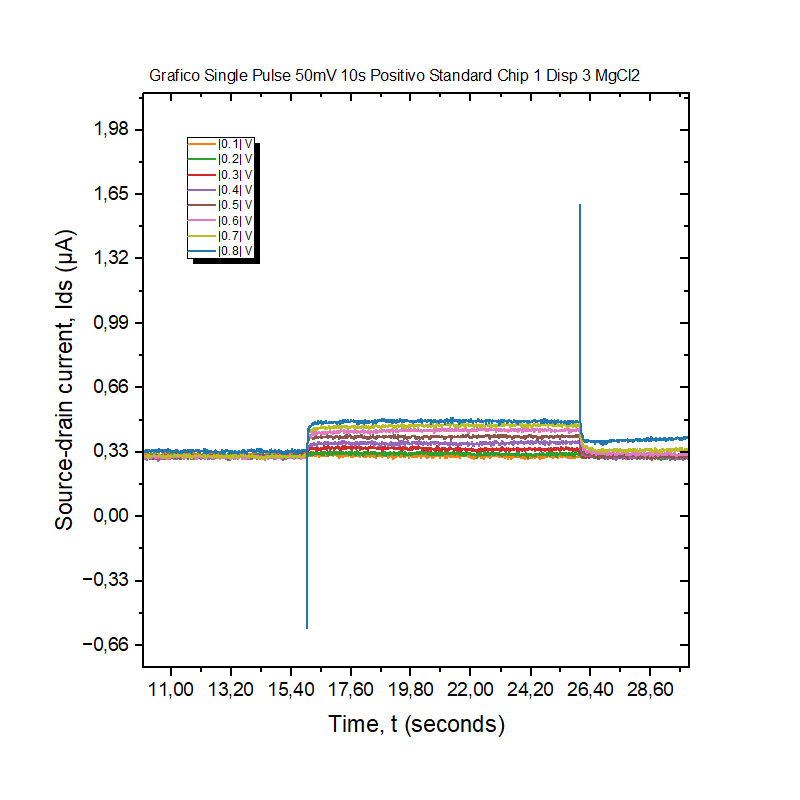 Grafico Single Pulse 50mV 10s Positivo Standard Chip 1 Disp 3 MgCl2
|0.1| V
|0.2| V
|0.3| V
|0.4| V
|0.5| V
|0.6| V
|0.7| V
|0.8| V
1,98
1,65
1,32
0,99
0,66
0,33
0,00
−0,33
−0,66
Source-drain current, Ids (μA)
11,00 13,20 15,40 17,60 19,80 22,00 24,20 26,40 28,60
Time, t (seconds)